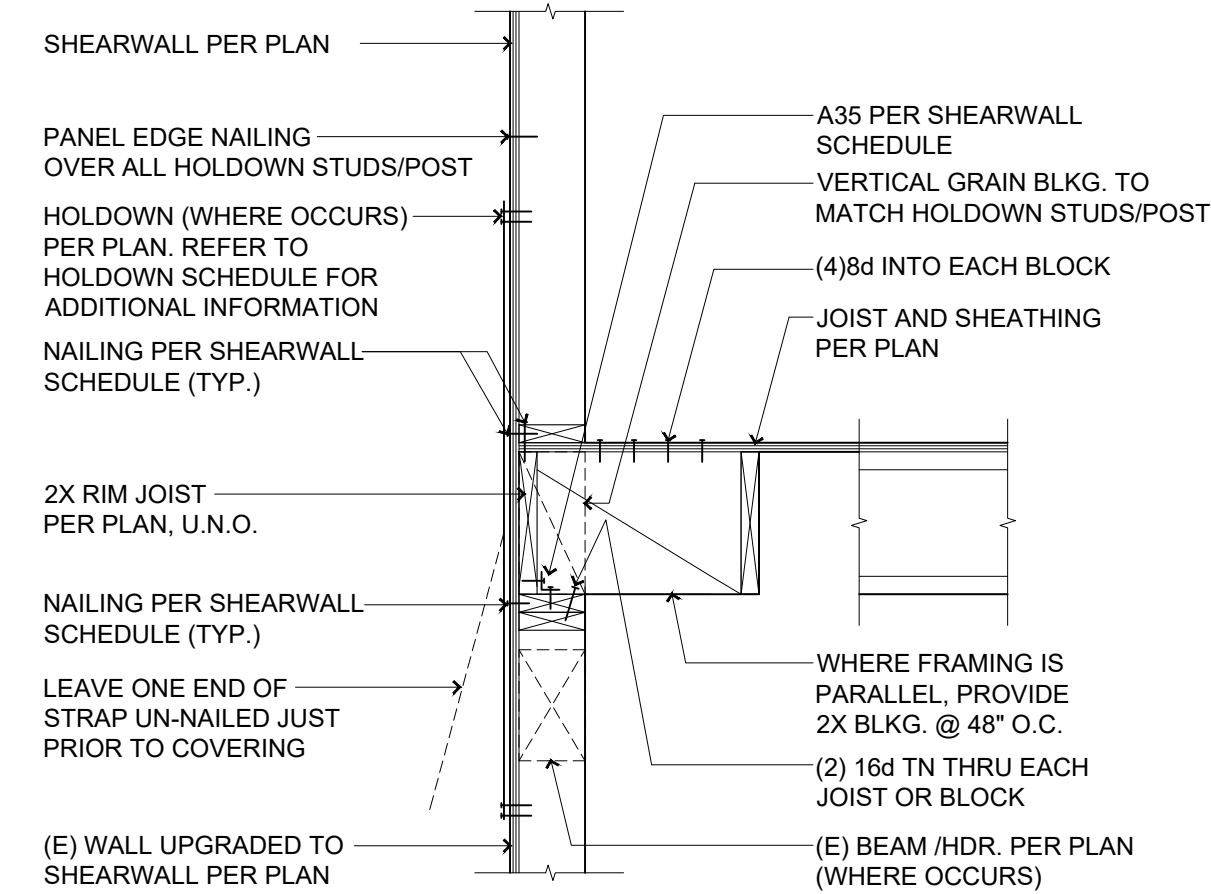 SHEARWALL PER PLAN
PANEL EDGE NAILING
OVER ALL HOLDOWN STUDS/POST
HOLDOWN (WHERE OCCURS)
PER PLAN. REFER TO
HOLDOWN SCHEDULE FOR
ADDITIONAL INFORMATION
NAILING PER SHEARWALL
SCHEDULE (TYP.)
2X RIM JOIST
PER PLAN, U.N.O.
NAILING PER SHEARWALL
SCHEDULE (TYP.)
LEAVE ONE END OF
STRAP UN-NAILED JUST
PRIOR TO COVERING
(E) WALL UPGRADED TO
SHEARWALL PER PLAN
A35 PER SHEARWALL
SCHEDULE
VERTICAL GRAIN BLKG. TO
MATCH HOLDOWN STUDS/POST
(4)8d INTO EACH BLOCK
JOIST AND SHEATHING
PER PLAN
WHERE FRAMING IS
PARALLEL, PROVIDE
2X BLKG. @ 48" O.C.
(2) 16d TN THRU EACH
JOIST OR BLOCK
(E) BEAM /HDR. PER PLAN
(WHERE OCCURS)